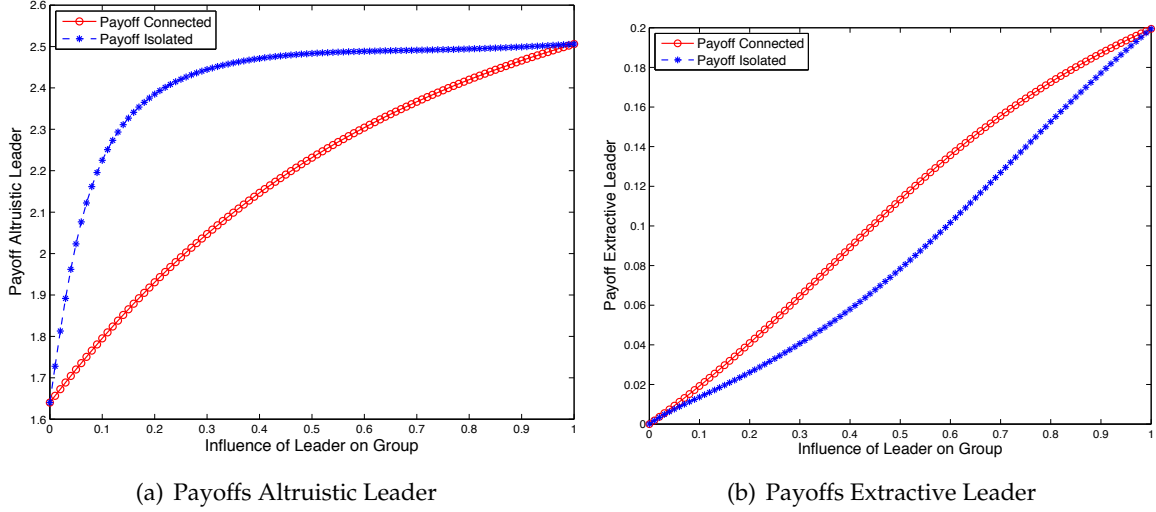 2.6
2.5
2.4
2.3
2.2
2.1
2
1.9
1.8
1.7
1.6
Payoff Altruistic Leader
Payoff Connected
Payoff Isolated
0 0.1 0.2 0.3 0.4 0.5 0.6 0.7 0.8 0.9 1
Influence of Leader on Group
(a) Payoffs Altruistic Leader
0.2
0.18
0.16
0.14
0.12
0.1
0.08
0.06
0.04
0.02
0
Payoff Extractive Leader
Payoff Connected
Payoff Isolated
0 0.1 0.2 0.3 0.4 0.5 0.6 0.7 0.8 0.9 1
Influence of Leader on Group
(b) Payoffs Extractive Leader